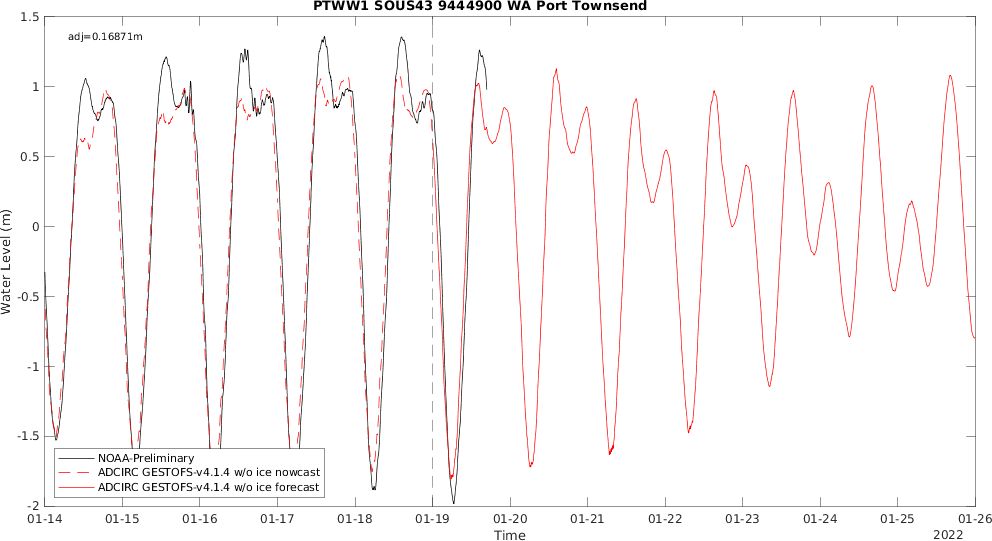 PTWW1 SOUS43 9444900 WA Port Townsend
adj=0.16871m
1.5
1
0.5
0
-0.5
-1
-1.5
-2
Water Level (m)
NOAA-Preliminary
ADCIRC GESTOFS-v4.1.4 w/o ice nowcast
ADCIRC GESTOFS-v4.1.4 w/o ice forecast
01-14 01-15 01-16 01-17 01-18 01-19 01-20 01-21 01-22 01-23 01-24 01-25 01-26
Time
2022